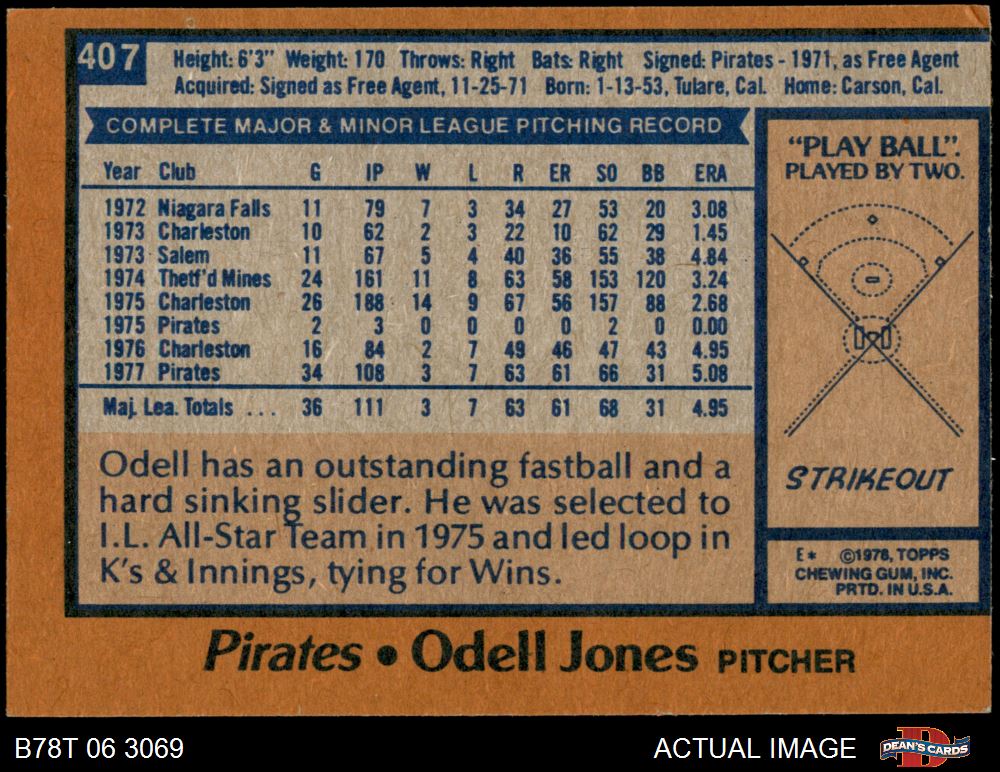 407
Height: 6'3" Weight: 170 Throws: Right Bats: Right Signed: Pirates - 1971, as Free Agent
Acquired: Signed as Free Agent, 11-25-71 Born: 1-13-53, Tulare, Cal. Home: Carson, Cal.
COMPLETE MAJOR & MINOR LEAGUE PITCHING RECORD
Year Club G IP W L R ER SO BB ERA
1972 Niagara Falls 11 79 7 3 34 27 53 20 3.08
1973 Charleston 10 62 2 3 22 10 62 29 1.45
1973 Salem 11 67 5 4 40 36 55 38 4.84
1974 Thetf'd Mines 24 161 11 8 63 58 153 120 3.24
1975 Charleston 26 188 14 9 67 56 157 88 2.68
1975 Pirates 2 3 0 0 0 0 2 0 0.00
1976 Charleston 16 84 2 7 49 46 47 43 4.95
1977 Pirates 34 108 3 7 63 61 66 31 5.08
Maj. Lea. Totals ... 36 111 3 7 63 61 68 31 4.95
Odell has an outstanding fastball and a
hard sinking slider. He was selected to
I.L. All-Star Team in 1975 and led loop in
K's & Innings, tying for Wins.
"PLAY BALL".
PLAYED BY TWO.
STRIKEOUT
E* ©1978, TOPPS
CHEWING GUM, INC.
PRTD. IN U.S.A.
Pirates • Odell Jones PITCHER
B78T 06 3069
ACTUAL IMAGE
D
DEAN'S CARDS